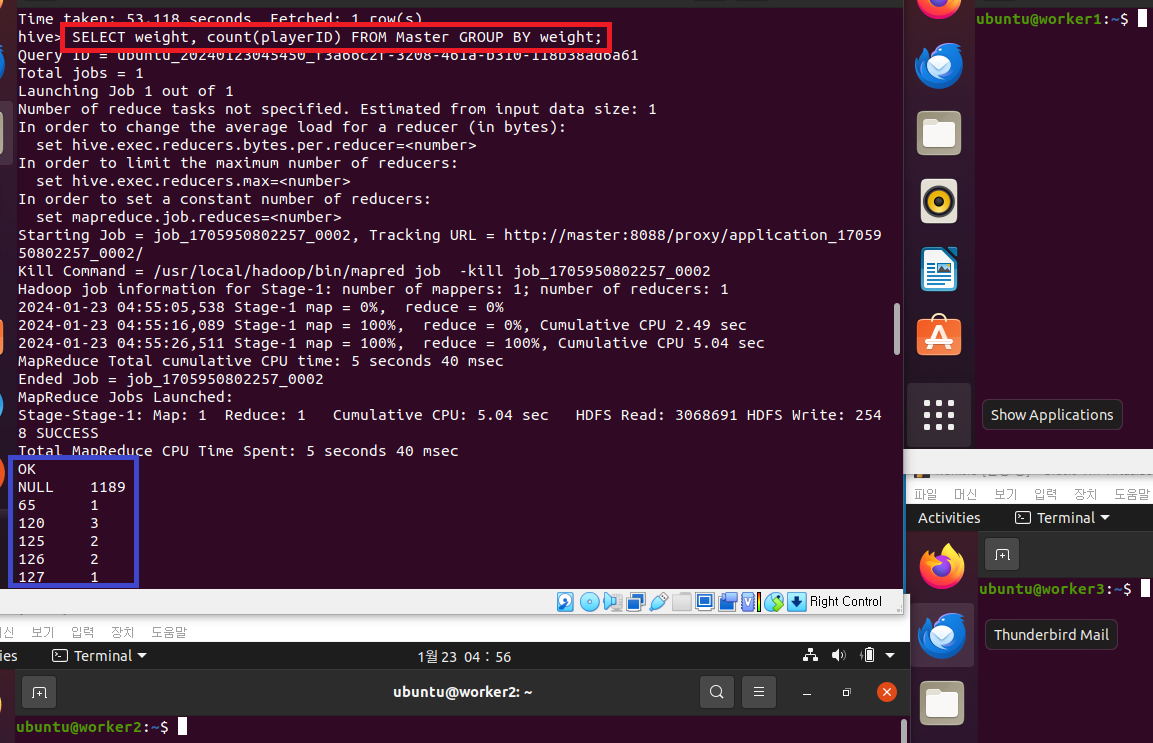 Time taken: 53.118 seconds, Fetched: 1 row(s)
hive> SELECT weight, count(playerID) FROM Master GROUP BY weight;
Query ID = ubuntu_20240123045450_f3a66c2f-3208-461a-b310-118b38ad6a61
Total jobs = 1
Launching Job 1 out of 1
Number of reduce tasks not specified. Estimated from input data size: 1
In order to change the average load for a reducer (in bytes):
  set hive.exec.reducers.bytes.per.reducer=<number>
In order to limit the maximum number of reducers:
  set hive.exec.reducers.max=<number>
In order to set a constant number of reducers:
  set mapreduce.job.reduces=<number>
Starting Job = job_1705950802257_0002, Tracking URL = http://master:8088/proxy/application_17059
50802257_0002/
Kill Command = /usr/local/hadoop/bin/mapred job  -kill job_1705950802257_0002
Hadoop job information for Stage-1: number of mappers: 1; number of reducers: 1
2024-01-23 04:55:05,538 Stage-1 map = 0%,  reduce = 0%
2024-01-23 04:55:16,089 Stage-1 map = 100%,  reduce = 0%, Cumulative CPU 2.49 sec
2024-01-23 04:55:26,511 Stage-1 map = 100%,  reduce = 100%, Cumulative CPU 5.04 sec
MapReduce Total cumulative CPU time: 5 seconds 40 msec
Ended Job = job_1705950802257_0002
MapReduce Jobs Launched:
Stage-Stage-1: Map: 1  Reduce: 1   Cumulative CPU: 5.04 sec   HDFS Read: 3068691 HDFS Write: 254
8 SUCCESS
Total MapReduce CPU Time Spent: 5 seconds 40 msec
OK
NULL    1189
65      1
120     3
125     2
126     2
127     1
Right Control
보기 입력 장치 도움말
Terminal
1월 23 04 : 56
ubuntu@worker2: ~
ubuntu@worker2:~$
ubuntu@worker1:~$
Show Applications
파일 머신 보기 입력 장치 도움말
Activities Terminal
ubuntu@worker3:~$
Thunderbird Mail